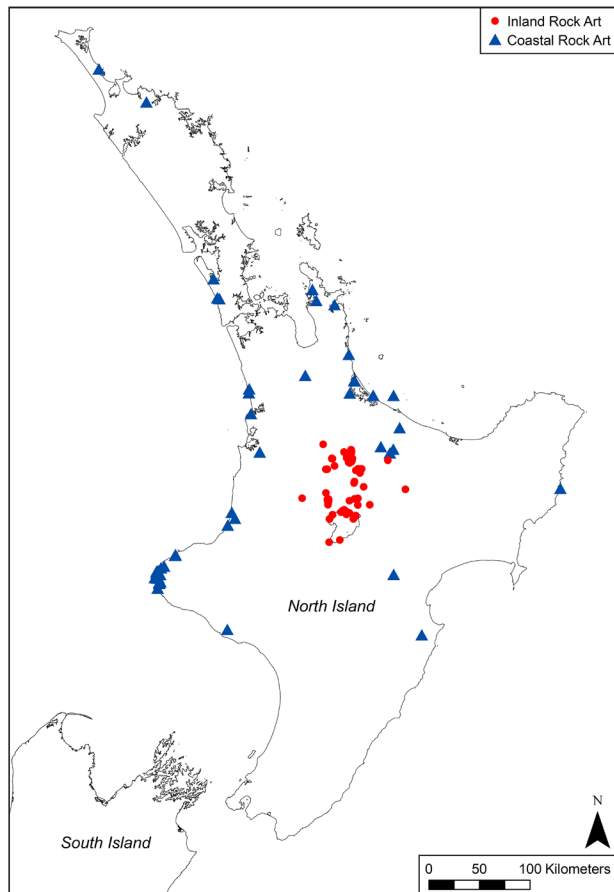 Inland Rock Art
Coastal Rock Art
North Island
South Island
N
0 50 100 Kilometers